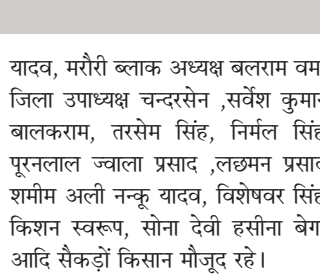 यादव, मरौरी ब्लाक अध्यक्ष बलराम वम
जिला उपाध्यक्ष चन्दरसेन ,सर्वेश कुमार
बालकराम, तरसेम सिंह, निर्मल सिंह
पूरनलाल ज्वाला प्रसाद ,लछमन प्रसाद
शमीम अली नन्कू यादव, विशेषवर सिंह
किशन स्वरूप, सोना देवी हसीना बेग
आदि सैकड़ों किसान मौजूद रहे।